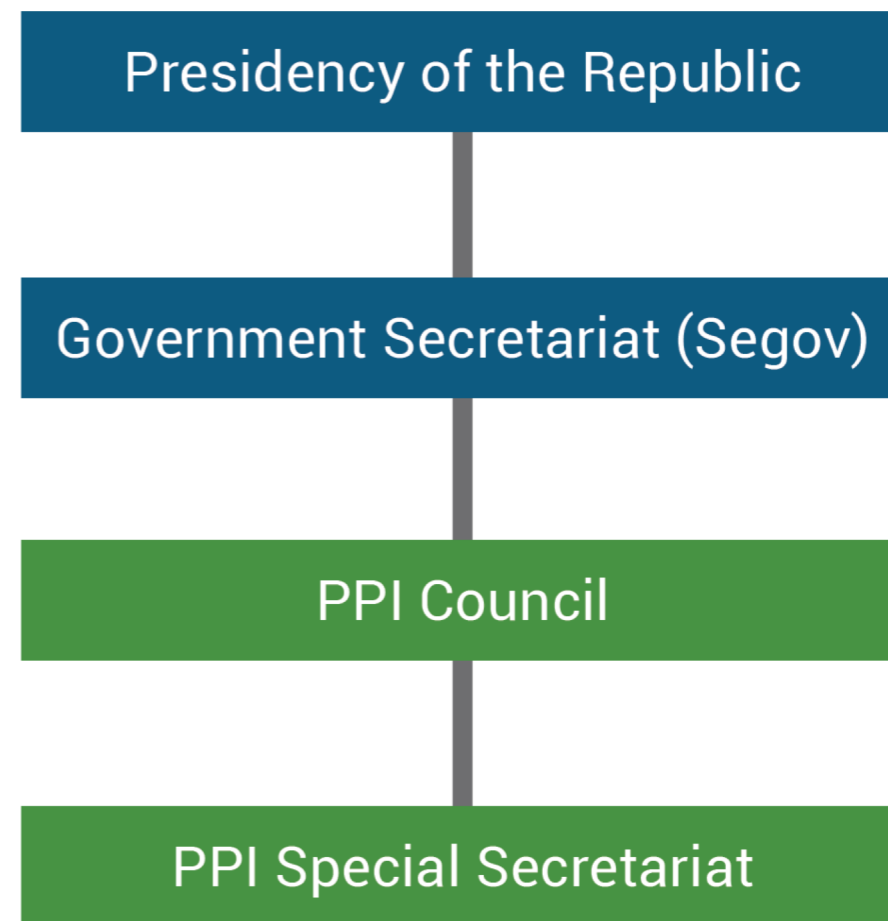 Presidency of the Republic
Government Secretariat (Segov)
PPI Council
PPI Special Secretariat